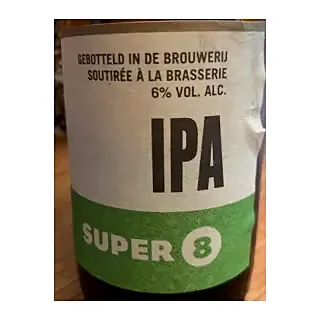 GEBOTTELD IN DE BROUWERIJ
SOUTIRÉE À LA BRASSERIE
6% VOL. ALC.
IPA
SUPER 8